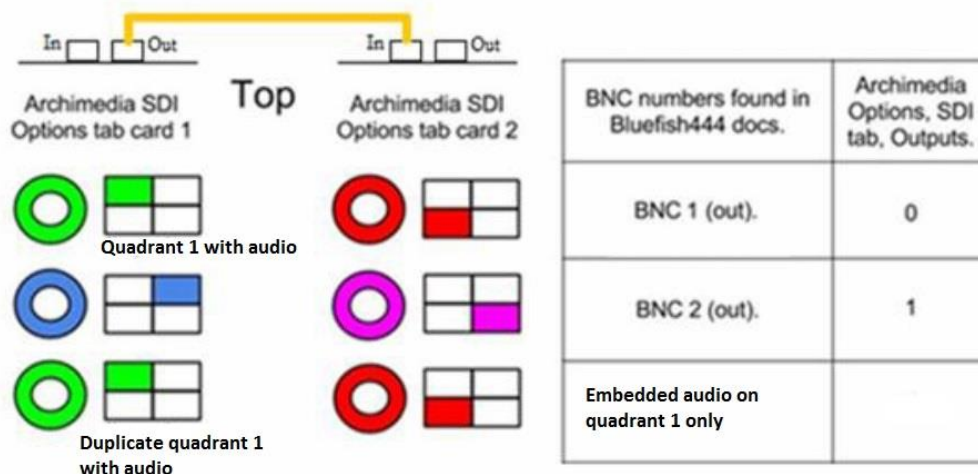 In
Out
In
Out
Top
Archimedia SDI
Options tab card 1
Archimedia SDI
Options tab card 2
Quadrant 1 with audio
Duplicate quadrant 1
with audio
BNC numbers found in
Bluefish444 docs.
Archimedia
Options, SDI
tab, Outputs.
BNC 1 (out).
0
BNC 2 (out).
1
Embedded audio on
quadrant 1 only